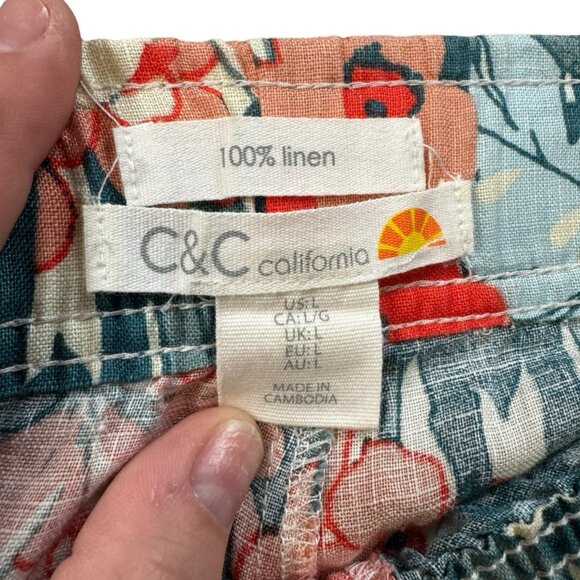 100% linen
C&C california
US: L
CA: L/G
UK: L
EU: L
AU: L
MADE IN
CAMBODIA